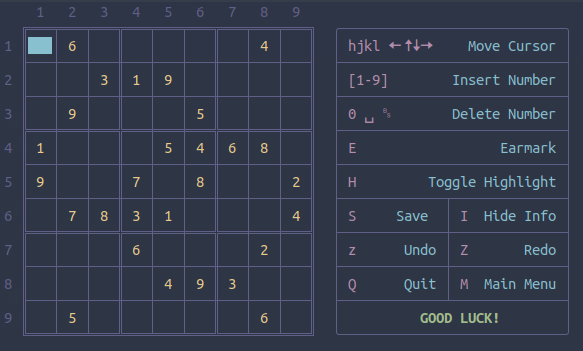 1 2 3 4 5 6 7 8 9
1 6 4 hjkl ←↑↓→ Move Cursor
2 3 1 9 [1-9] Insert Number
3 9 5 0 ␣ ␈ Delete Number
4 1 5 4 6 8 E Earmark
5 9 7 8 2 H Toggle Highlight
6 7 8 3 1 4 S Save I Hide Info
7 6 2 z Undo Z Redo
8 4 9 3 Q Quit M Main Menu
9 5 6 GOOD LUCK!